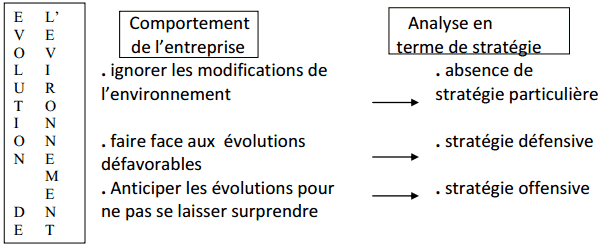 EVOLUTION DE
L’EVIRONNEMENT
Comportement
de l’entreprise
Analyse en
terme de stratégie
. ignorer les modifications de
l’environnement
. absence de
stratégie particulière
. faire face aux évolutions
défavorables
. stratégie défensive
. Anticiper les évolutions pour
ne pas se laisser surprendre
. stratégie offensive